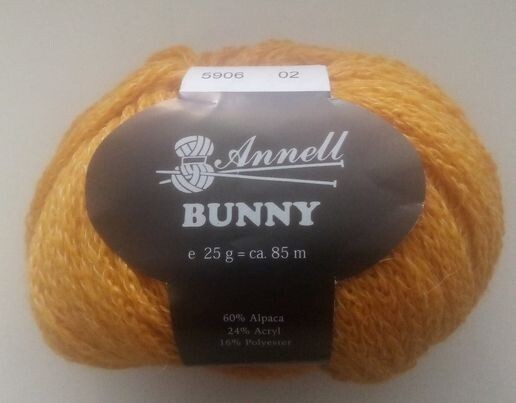 5906 02
Annell
BUNNY
e 25 g = ca. 85 m
60% Alpaca
24% Acryl
16% Polyester